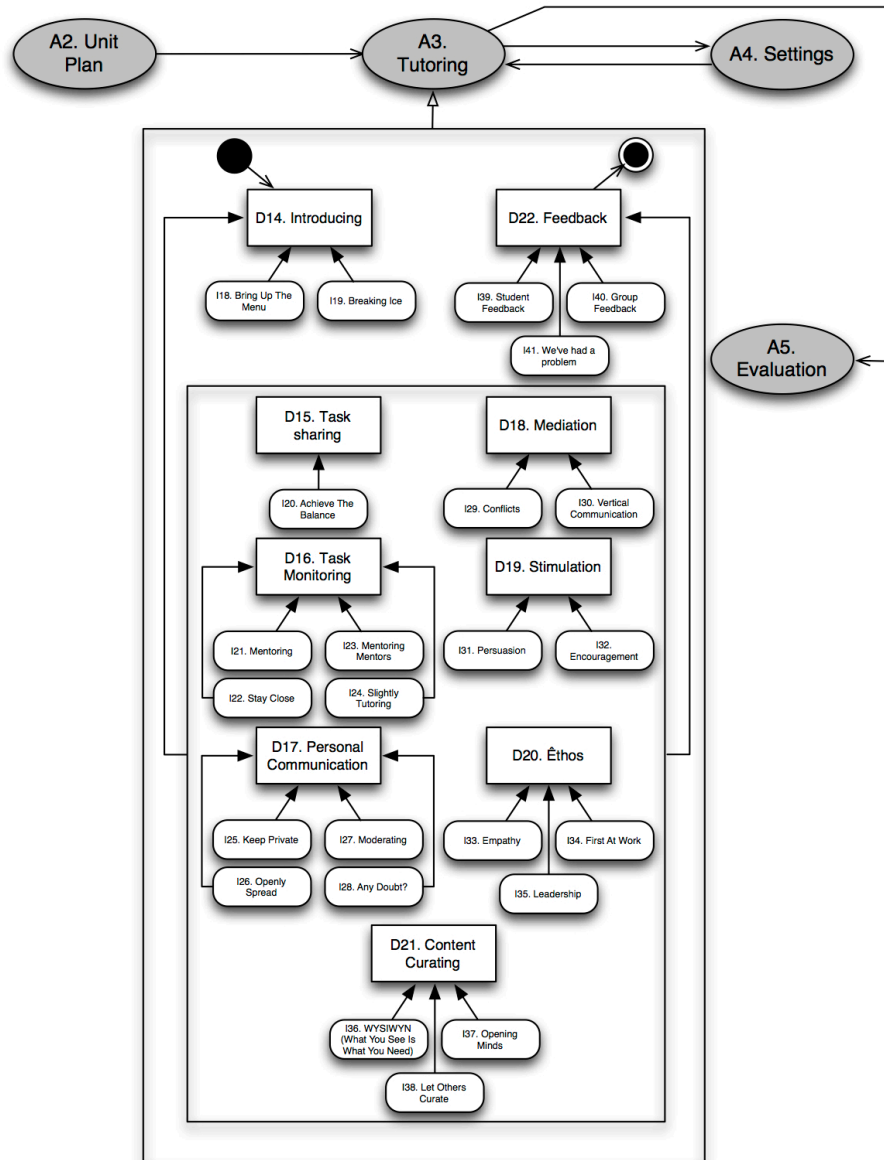 A2. Unit
Plan
A3.
Tutoring
A4. Settings
D14. Introducing
D22. Feedback
I18. Bring Up The
Menu
I19. Breaking Ice
I39. Student
Feedback
I40. Group
Feedback
I41. We've had a
problem
A5.
Evaluation
D15. Task
sharing
D18. Mediation
I20. Achieve The
Balance
I29. Conflicts
I30. Vertical
Communication
D16. Task
Monitoring
D19. Stimulation
I21. Mentoring
I23. Mentoring
Mentors
I31. Persuasion
I32.
Encouragement
I22. Stay Close
I24. Slightly
Tutoring
D17. Personal
Communication
D20. Êthos
I25. Keep Private
I27. Moderating
I33. Empathy
I34. First At Work
I26. Openly
Spread
I28. Any Doubt?
I35. Leadership
D21. Content
Curating
I36. WYSIWYN
(What You See Is
What You Need)
I37. Opening
Minds
I38. Let Others
Curate